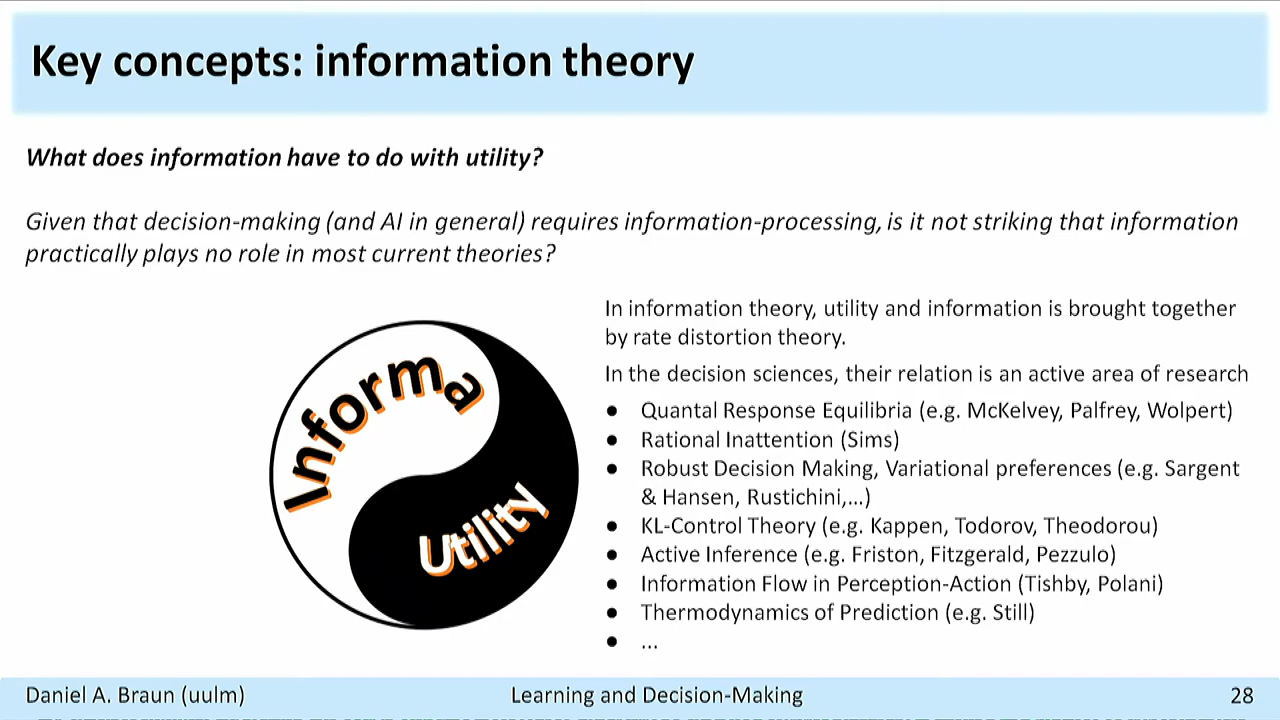 Key concepts: information theory
What does information have to do with utility?
Given that decision-making (and AI in general) requires information-processing, is it not striking that information
practically plays no role in most current theories?
In information theory, utility and information is brought together
by rate distortion theory.
In the decision sciences, their relation is an active area of research
● Quantal Response Equilibria (e.g. McKelvey, Palfrey, Wolpert)
● Rational Inattention (Sims)
● Robust Decision Making, Variational preferences (e.g. Sargent
& Hansen, Rustichini,...)
● KL-Control Theory (e.g. Kappen, Todorov, Theodorou)
● Active Inference (e.g. Friston, Fitzgerald, Pezzulo)
● Information Flow in Perception-Action (Tishby, Polani)
● Thermodynamics of Prediction (e.g. Still)
● ...
Informa
Utility
Daniel A. Braun (uulm)
Learning and Decision-Making
28